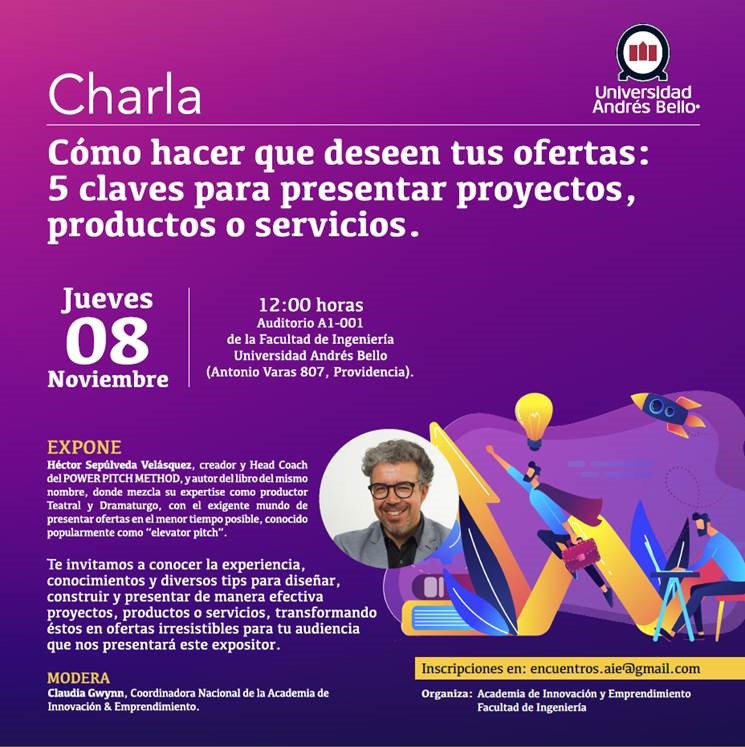 Charla
Universidad
Andrés Bello
Cómo hacer que deseen tus ofertas:
5 claves para presentar proyectos,
productos o servicios.
Jueves
08
Noviembre
12:00 horas
Auditorio A1-001
de la Facultad de Ingeniería
Universidad Andrés Bello
(Antonio Varas 807, Providencia).
EXPONE
Héctor Sepúlveda Velásquez, creador y Head Coach
del POWER PITCH METHOD, y autor del libro del mismo
nombre, donde mezcla su expertise como productor
Teatral y Dramaturgo, con el exigente mundo de
presentar ofertas en el menor tiempo posible, conocido
popularmente como “elevator pitch”.
Te invitamos a conocer la experiencia,
conocimientos y diversos tips para diseñar,
construir y presentar de manera efectiva
proyectos, productos o servicios, transformando
éstos en ofertas irresistibles para tu audiencia
que nos presentará este expositor.
MODERA
Claudia Gwynn, Coordinadora Nacional de la Academia de
Innovación & Emprendimiento.
Inscripciones en: encuentros.aie@gmail.com
Organiza: Academia de Innovación y Emprendimiento
Facultad de Ingeniería